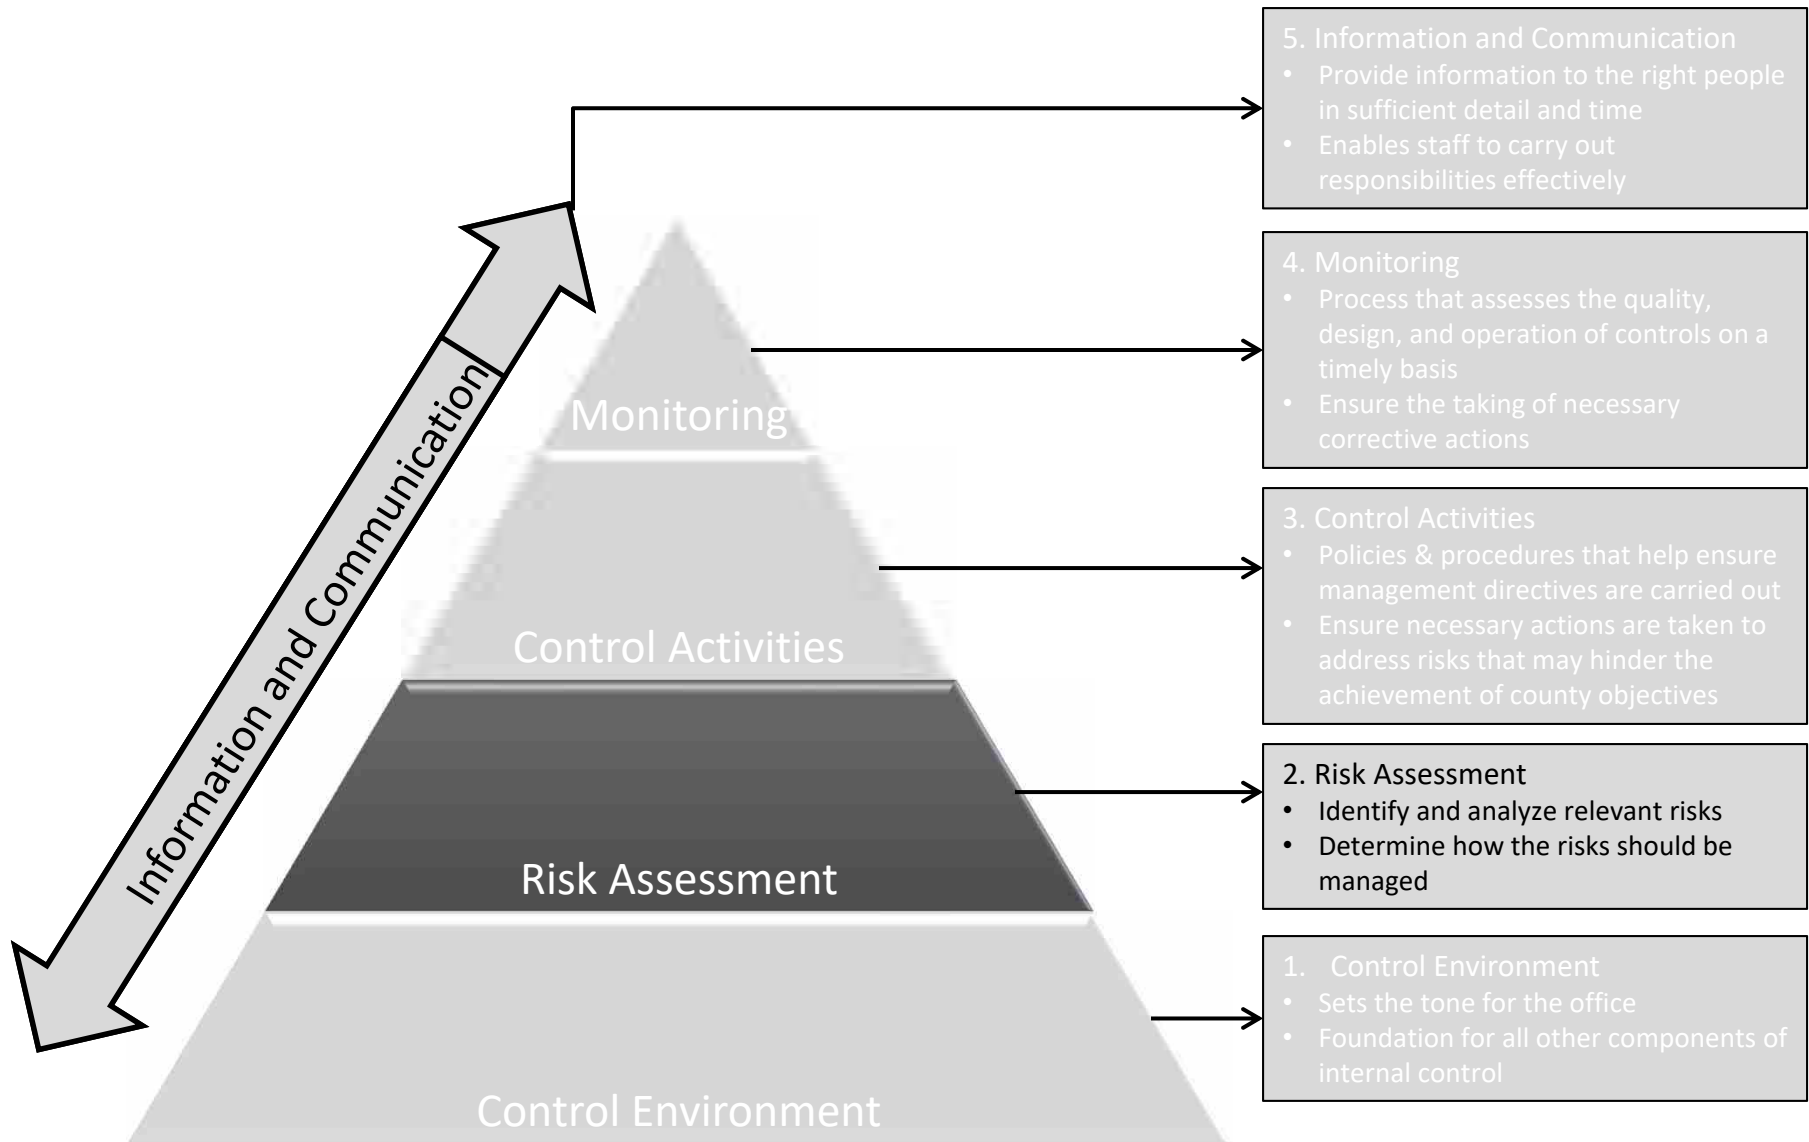 5. Information and Communication
• Provide information to the right people
in sufficient detail and time
• Enables staff to carry out
responsibilities effectively
4. Monitoring
• Process that assesses the quality,
design, and operation of controls on a
timely basis
• Ensure the taking of necessary
corrective actions
3. Control Activities
• Policies & procedures that help ensure
management directives are carried out
• Ensure necessary actions are taken to
address risks that may hinder the
achievement of county objectives
2. Risk Assessment
• Identify and analyze relevant risks
• Determine how the risks should be
managed
1. Control Environment
• Sets the tone for the office
• Foundation for all other components of
internal control
Information and Communication
Monitoring
Control Activities
Risk Assessment
Control Environment